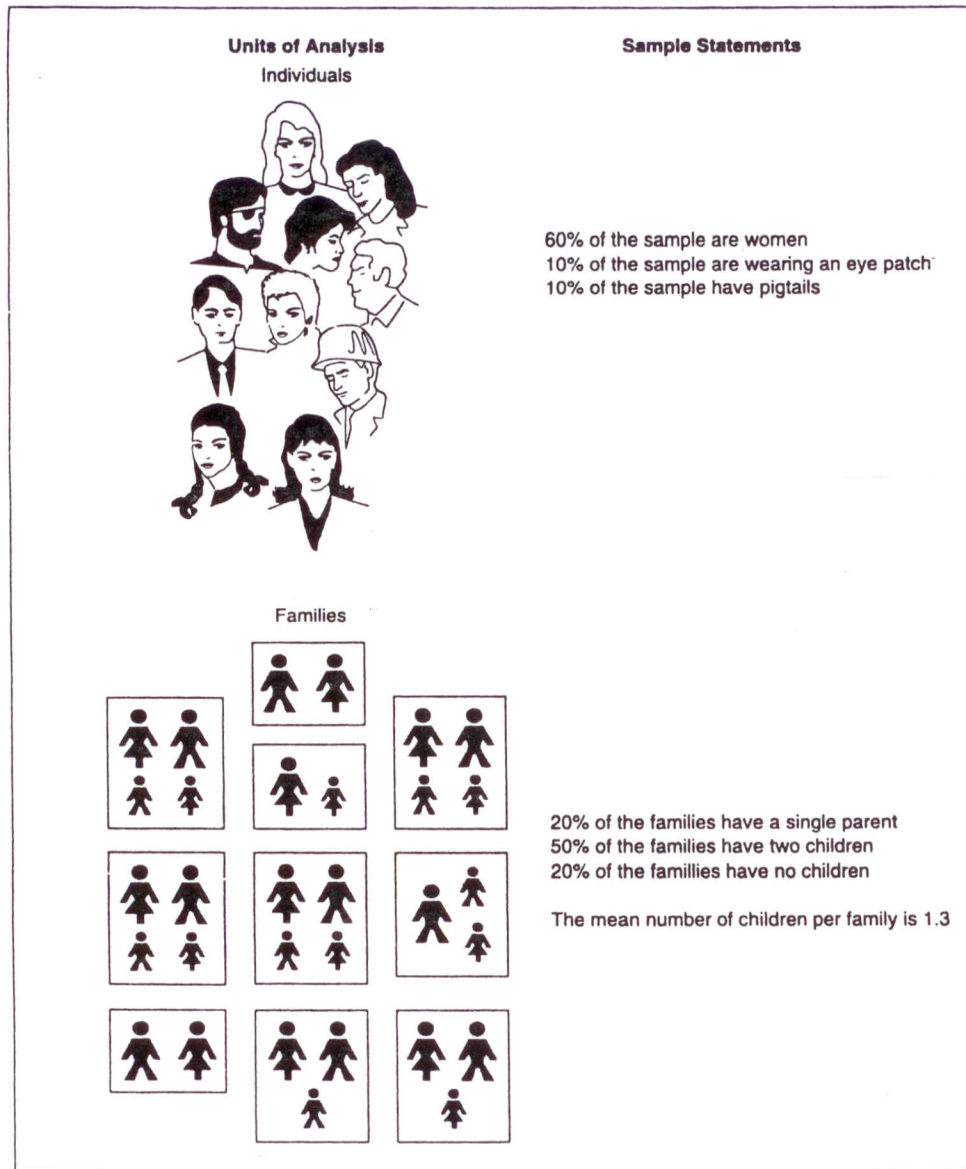 Units of Analysis
Individuals
Sample Statements
60% of the sample are women
10% of the sample are wearing an eye patch
10% of the sample have pigtails
Families
20% of the families have a single parent
50% of the families have two children
20% of the famillies have no children
The mean number of children per family is 1.3